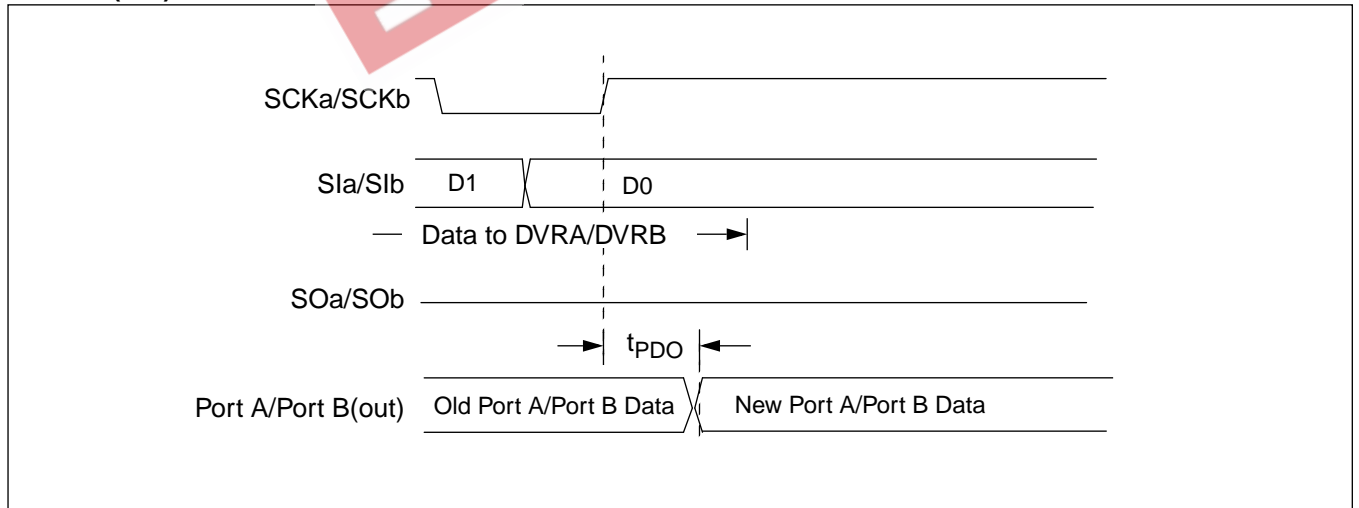 SCKa/SCKb
SIa/SIb D1 D0
Data to DVRA/DVRB
SOa/SOb
tPDO
Port A/Port B(out) Old Port A/Port B Data New Port A/Port B Data